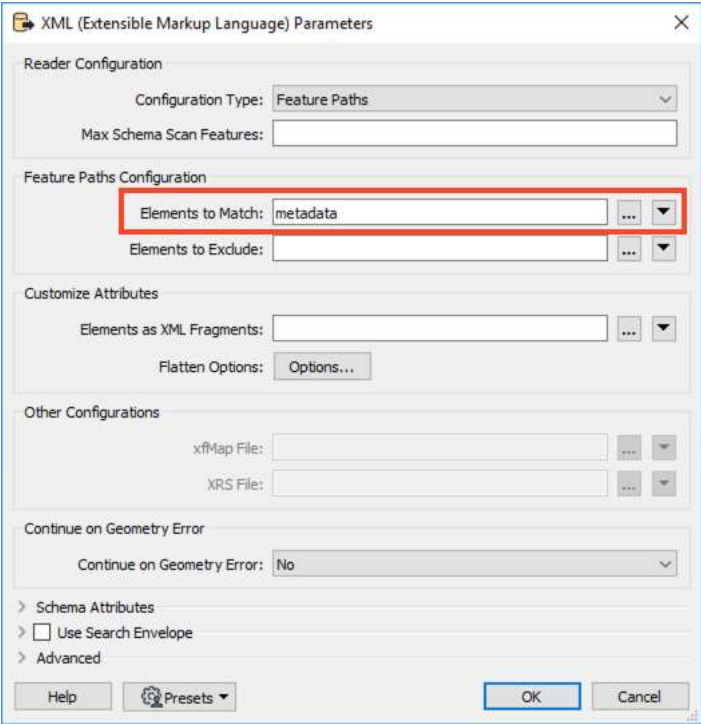 XML (Extensible Markup Language) Parameters
Reader Configuration
Configuration Type: Feature Paths
Max Schema Scan Features:
Feature Paths Configuration
Elements to Match: metadata ...
Elements to Exclude: ...
Customize Attributes
Elements as XML Fragments: ...
Flatten Options: Options...
Other Configurations
xfMap File: ...
XRS File: ...
Continue on Geometry Error
Continue on Geometry Error: No
Schema Attributes
Use Search Envelope
Advanced
Help Presets OK Cancel